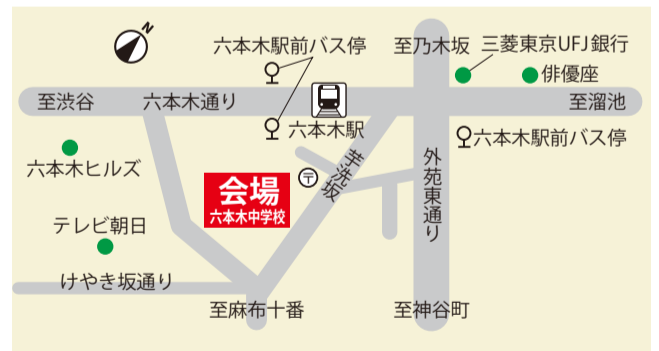 N
六本木駅前バス停
至乃木坂
三菱東京UFJ銀行
俳優座
至渋谷
六本木通り
至溜池
六本木駅
六本木駅前バス停
六本木ヒルズ
芋洗坂
外苑東通り
〒
会場
六本木中学校
テレビ朝日
けやき坂通り
至麻布十番
至神谷町